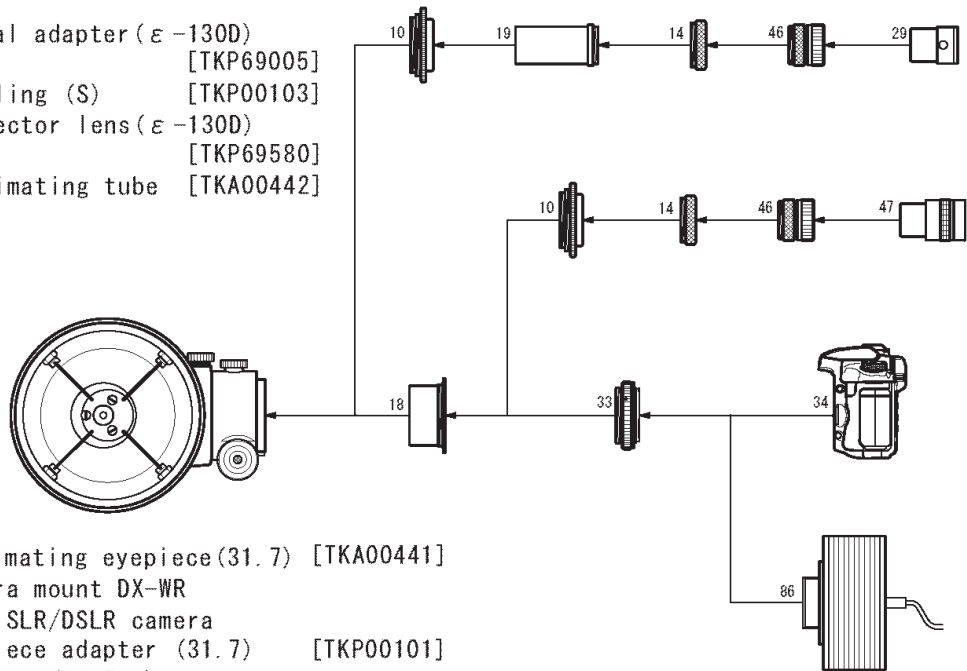 al adapter(ε-130D)
[TKP69005]
ling (S) [TKP00103]
ector lens(ε-130D)
[TKP69580]
imating tube [TKA00442]
10 19 14 46 29
10 14 46 47
18 33 34
86
imating eyepiece(31.7) [TKA00441]
ra mount DX-WR
SLR/DSLR camera
iece adapter (31.7) [TKP00101]